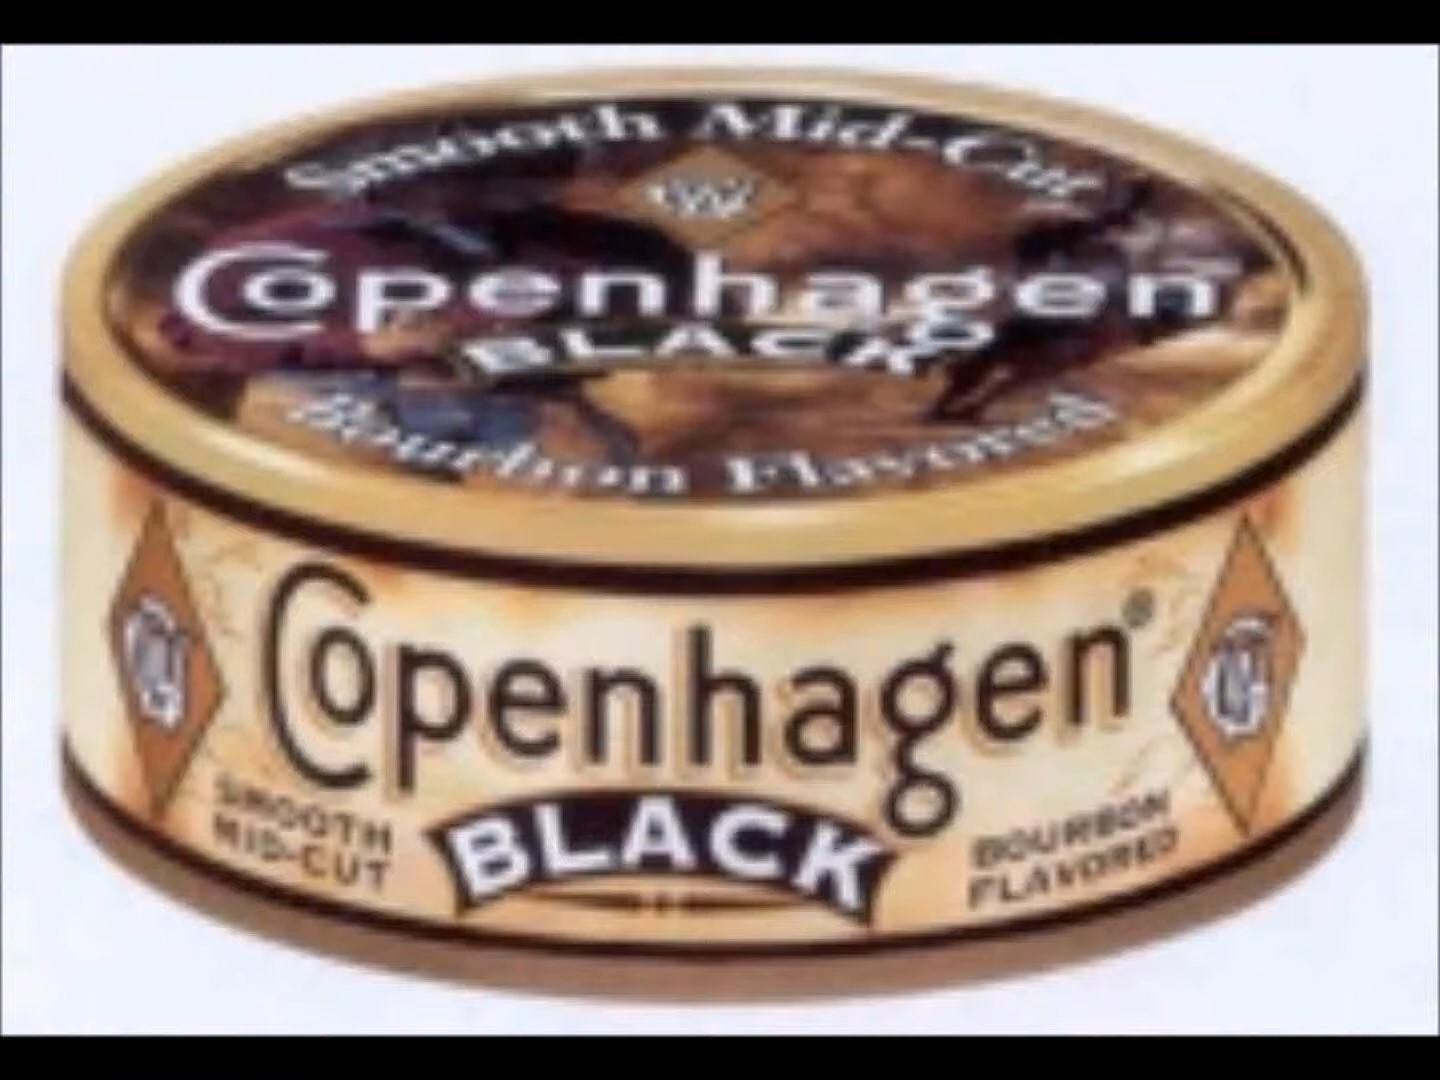 Smooth Mid-Cut
Copenhagen
BLACK
Bourbon Flavored
Copenhagen®
BLACK
SMOOTH
MID-CUT
BOURBON
FLAVORED